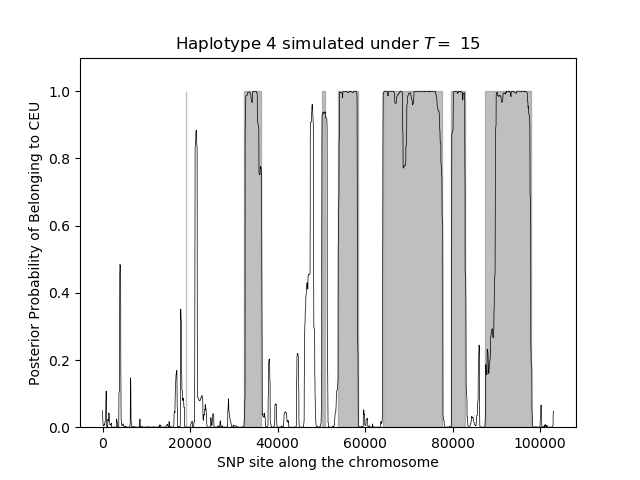 Haplotype 4 simulated under T = 15
Posterior Probability of Belonging to CEU
1.0
0.8
0.6
0.4
0.2
0.0
0 20000 40000 60000 80000 100000
SNP site along the chromosome